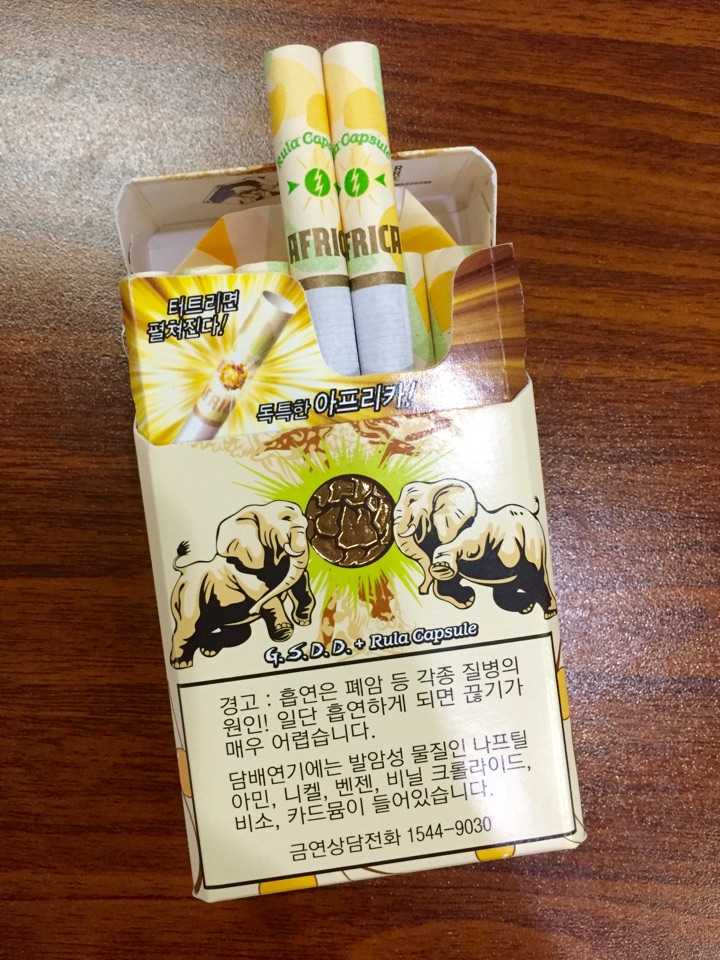 Rula Capsule
AFRICA
터트리면
펼쳐진다!
독특한 아프리카!
G.S.D.D. + Rula Capsule
경고 : 흡연은 폐암 등 각종 질병의
원인! 일단 흡연하게 되면 끊기가
매우 어렵습니다.
담배연기에는 발암성 물질인 나프틸
아민, 니켈, 벤젠, 비닐 크롤라이드,
비소, 카드뮴이 들어있습니다.
금연상담전화 1544-9030